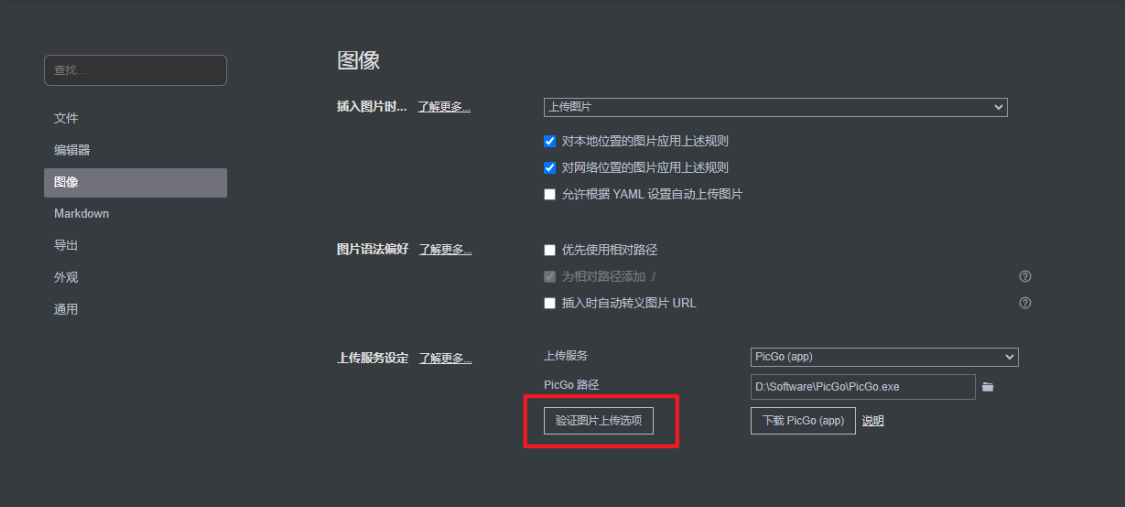 图像
查找...
文件
编辑器
图像
Markdown
导出
外观
通用
插入图片时... 了解更多...
上传图片
对本地位置的图片应用上述规则
对网络位置的图片应用上述规则
允许根据 YAML 设置自动上传图片
图片语法偏好 了解更多...
优先使用相对路径
为相对路径添加 ./
插入时自动转义图片 URL
上传服务设定 了解更多...
上传服务 PicGo (app)
PicGo 路径 D:\Software\PicGo\PicGo.exe
验证图片上传选项 下载 PicGo (app) 说明